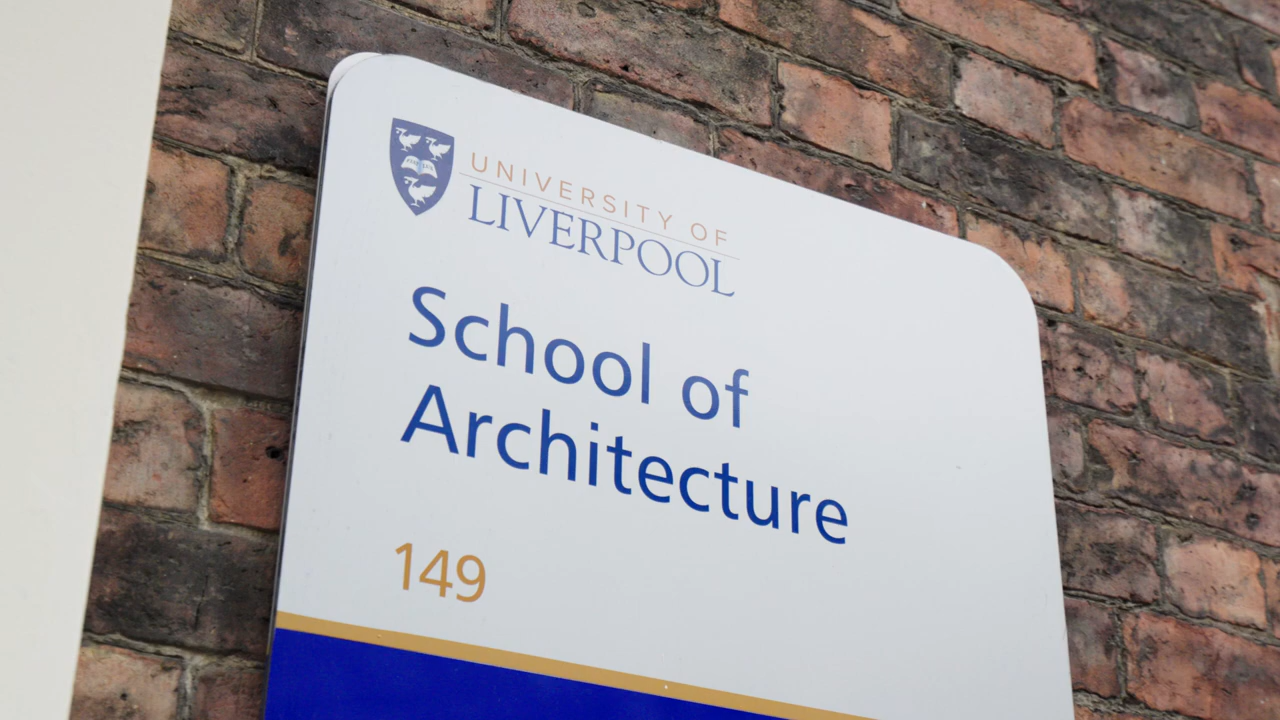 UNIVERSITY OF
LIVERPOOL
School of
Architecture
149